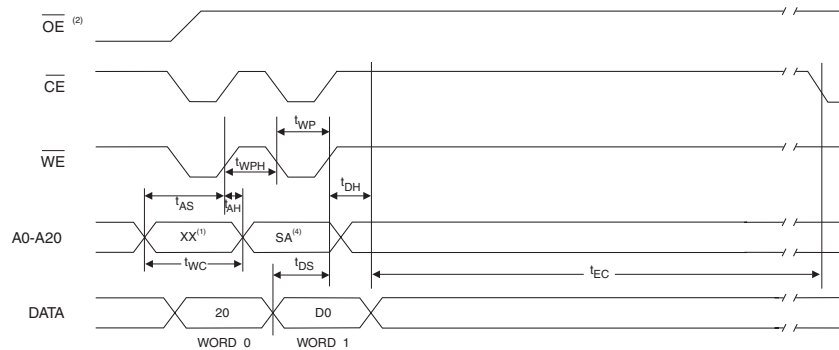 OE (2)
CE
tWP
WE
tWPH
tDH
tAS
tAH
A0-A20
XX(1)
SA(4)
tWC
tDS
tEC
DATA
20
D0
WORD 0
WORD 1